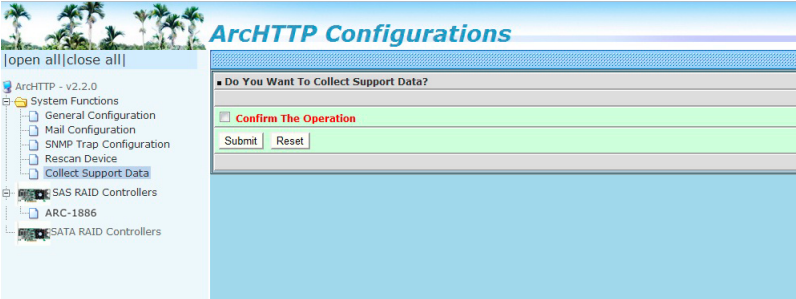 ArcHTTP Configurations
|open all|close all|
ArcHTTP - v2.2.0
System Functions
General Configuration
Mail Configuration
SNMP Trap Configuration
Rescan Device
Collect Support Data
SAS RAID Controllers
ARC-1886
SATA RAID Controllers
Do You Want To Collect Support Data?
Confirm The Operation
Submit Reset